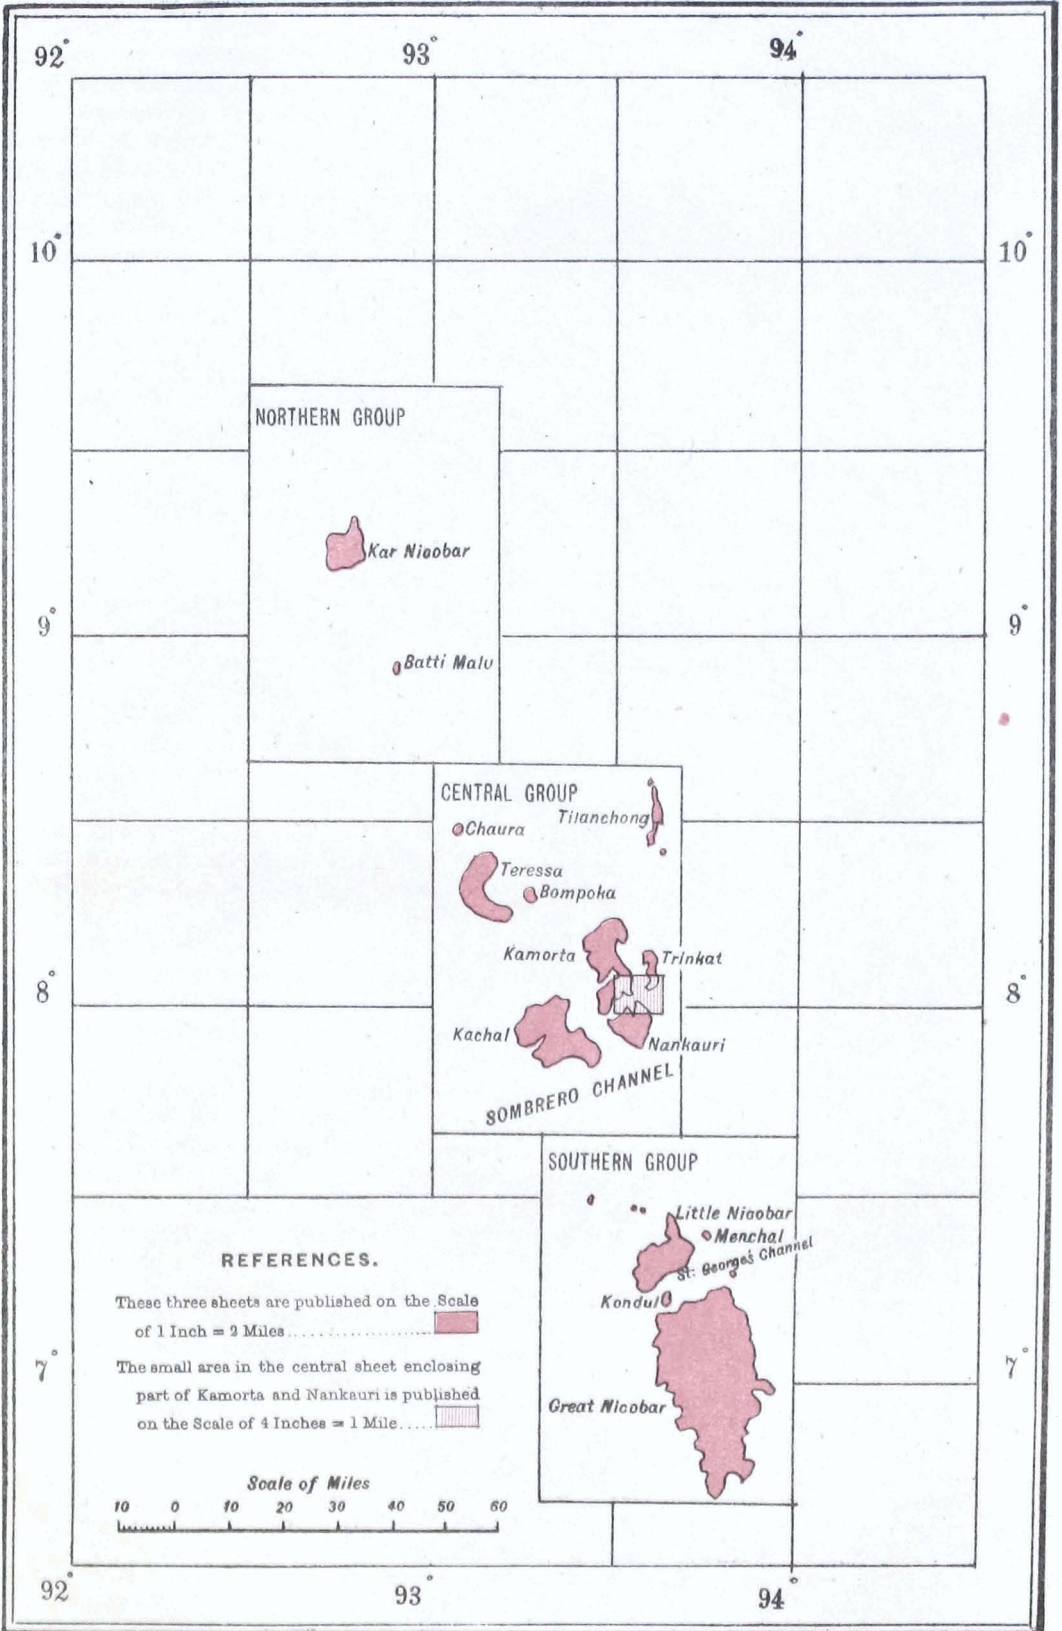 92° 93° 94°
10° 10°
NORTHERN GROUP
Kar Nicobar
9° 9°
Batti Malv
CENTRAL GROUP
Tilanchong
Chaura
Teressa
Bompoka
Kamorta
Trinkat
8° 8°
Kachal
Nankauri
SOMBRERO CHANNEL
SOUTHERN GROUP
Little Nicobar
Menchal
St: George's Channel
Kondul
7° 7°
Great Nicobar
REFERENCES.
These three sheets are published on the Scale
of 1 Inch = 2 Miles
The small area in the central sheet enclosing
part of Kamorta and Nankauri is published
on the Scale of 4 Inches = 1 Mile
Scale of Miles
10 0 10 20 30 40 50 60
92° 93° 94°